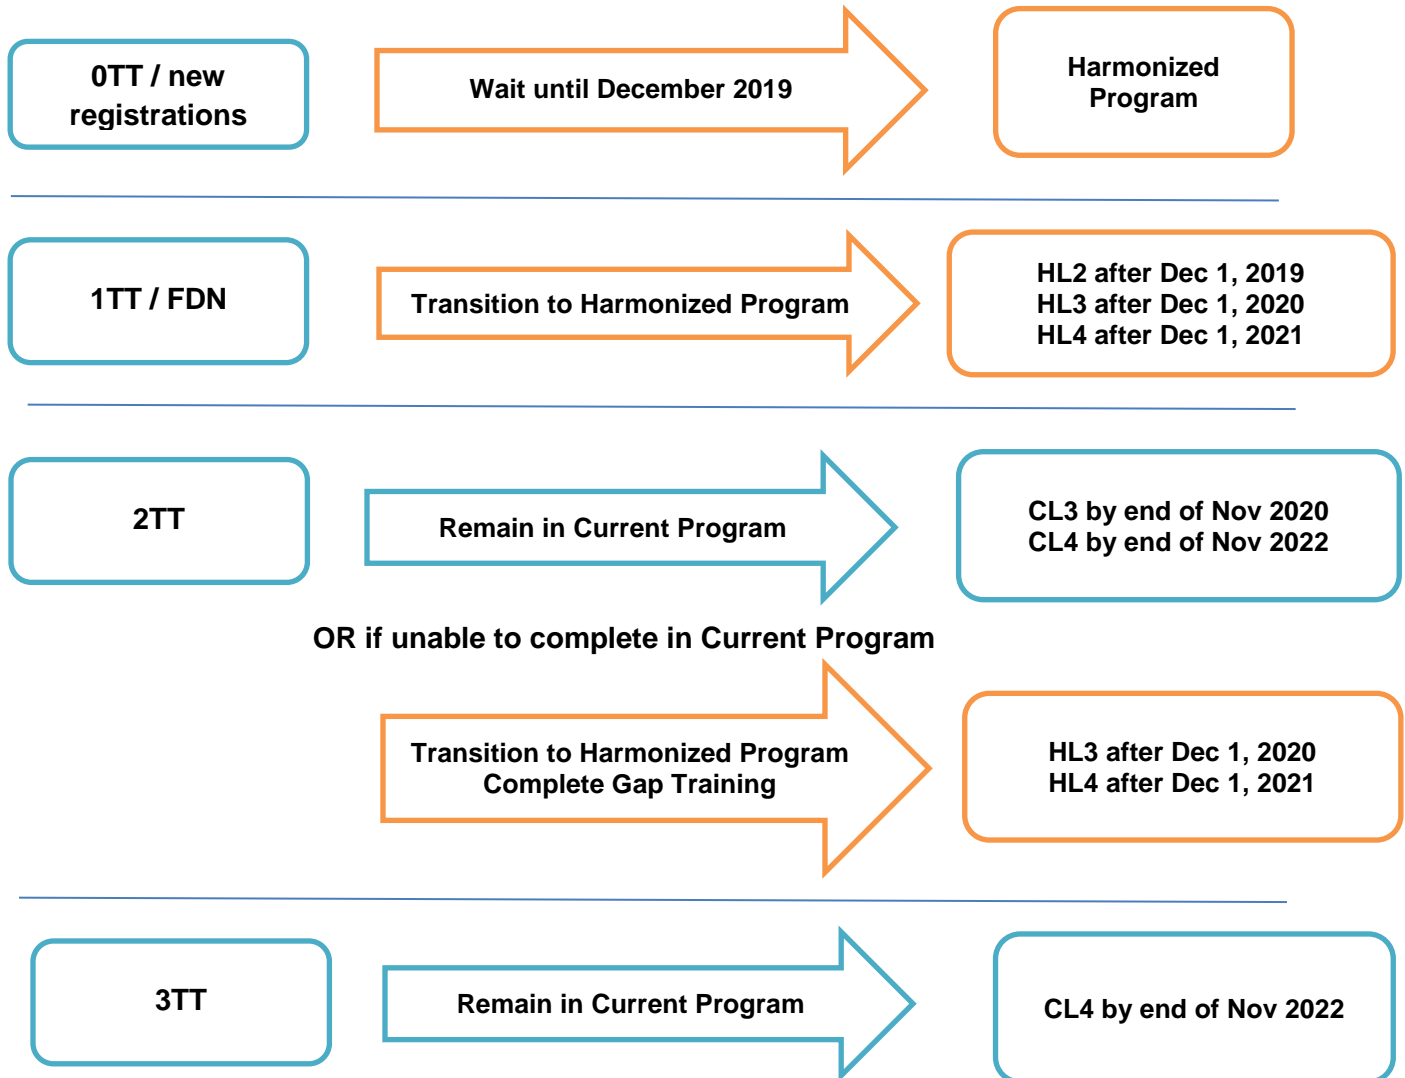 0TT / new
registrations
Wait until December 2019
Harmonized
Program
1TT / FDN
Transition to Harmonized Program
HL2 after Dec 1, 2019
HL3 after Dec 1, 2020
HL4 after Dec 1, 2021
2TT
Remain in Current Program
CL3 by end of Nov 2020
CL4 by end of Nov 2022
OR if unable to complete in Current Program
Transition to Harmonized Program
Complete Gap Training
HL3 after Dec 1, 2020
HL4 after Dec 1, 2021
3TT
Remain in Current Program
CL4 by end of Nov 2022